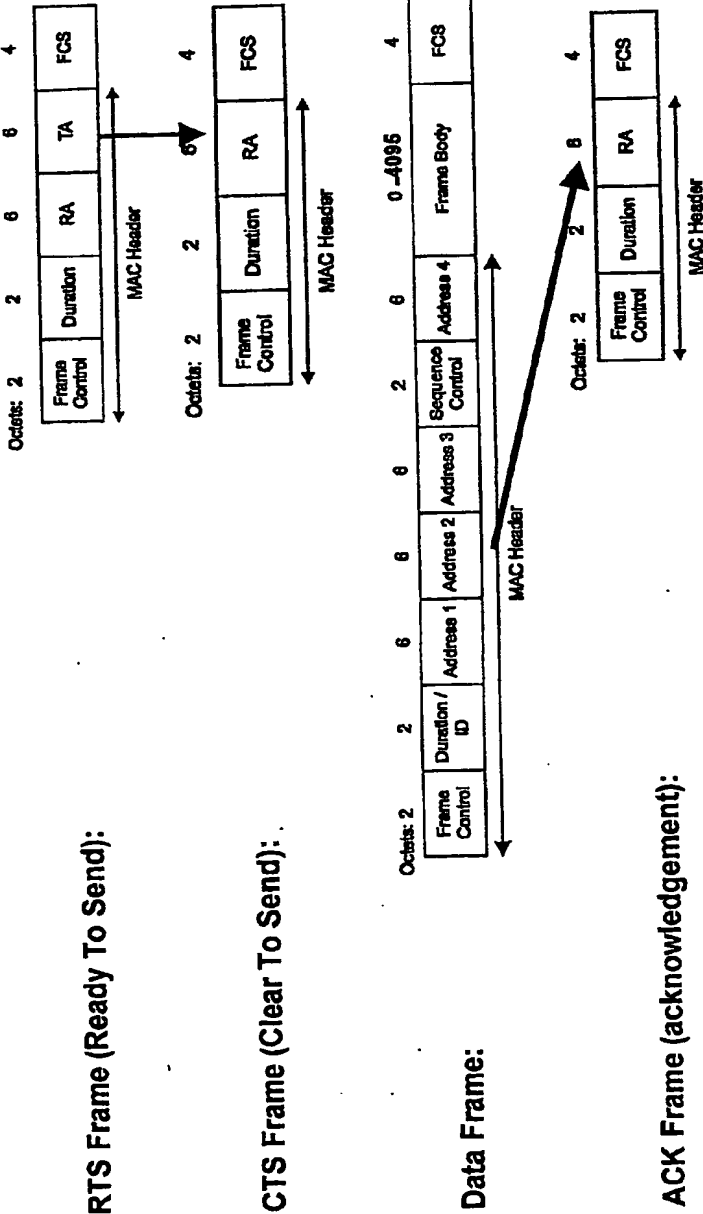 RTS Frame (Ready To Send):
Octets: 2 2 6 6 4
Frame Control Duration RA TA FCS
MAC Header
CTS Frame (Clear To Send):
Octets: 2 2 6 4
Frame Control Duration RA FCS
MAC Header
Data Frame:
Octets: 2 2 6 6 6 2 6 0-4095 4
Frame Control Duration / ID Address 1 Address 2 Address 3 Sequence Control Address 4 Frame Body FCS
MAC Header
ACK Frame (acknowledgement):
Octets: 2 2 6 4
Frame Control Duration RA FCS
MAC Header